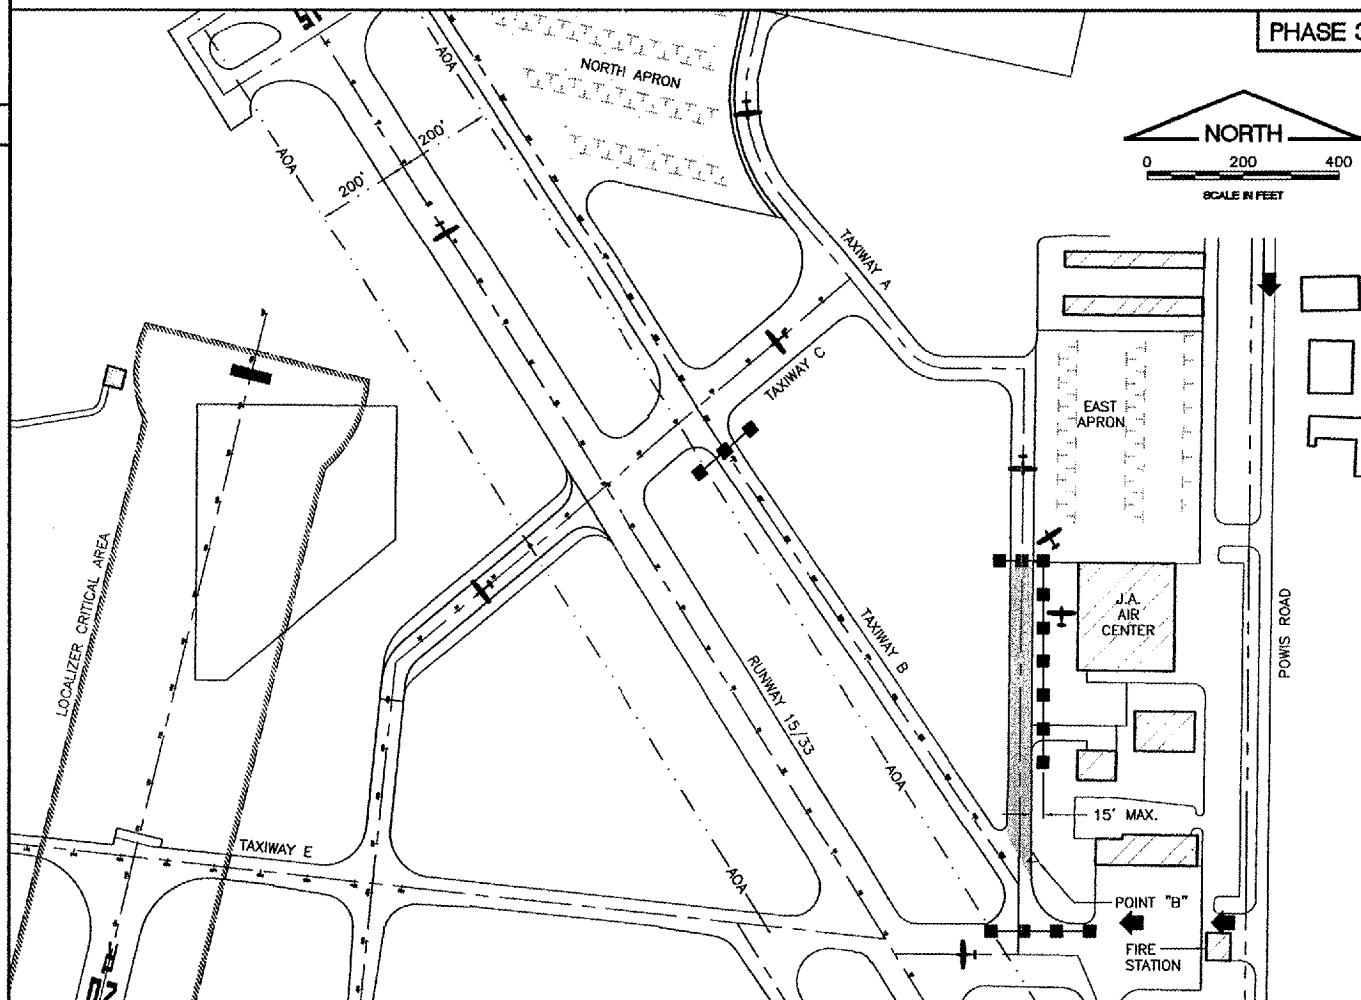 PHASE 3
NORTH
0 200 400
SCALE IN FEET
NORTH APRON
AOA
AOA
200'
200'
TAXIWAY A
TAXIWAY C
EAST
APRON
LOCALIZER CRITICAL AREA
J.A.
AIR
CENTER
POWIS ROAD
TAXIWAY B
RUNWAY 15/33
AOA
15' MAX.
TAXIWAY E
AOA
POINT "B"
FIRE
STATION